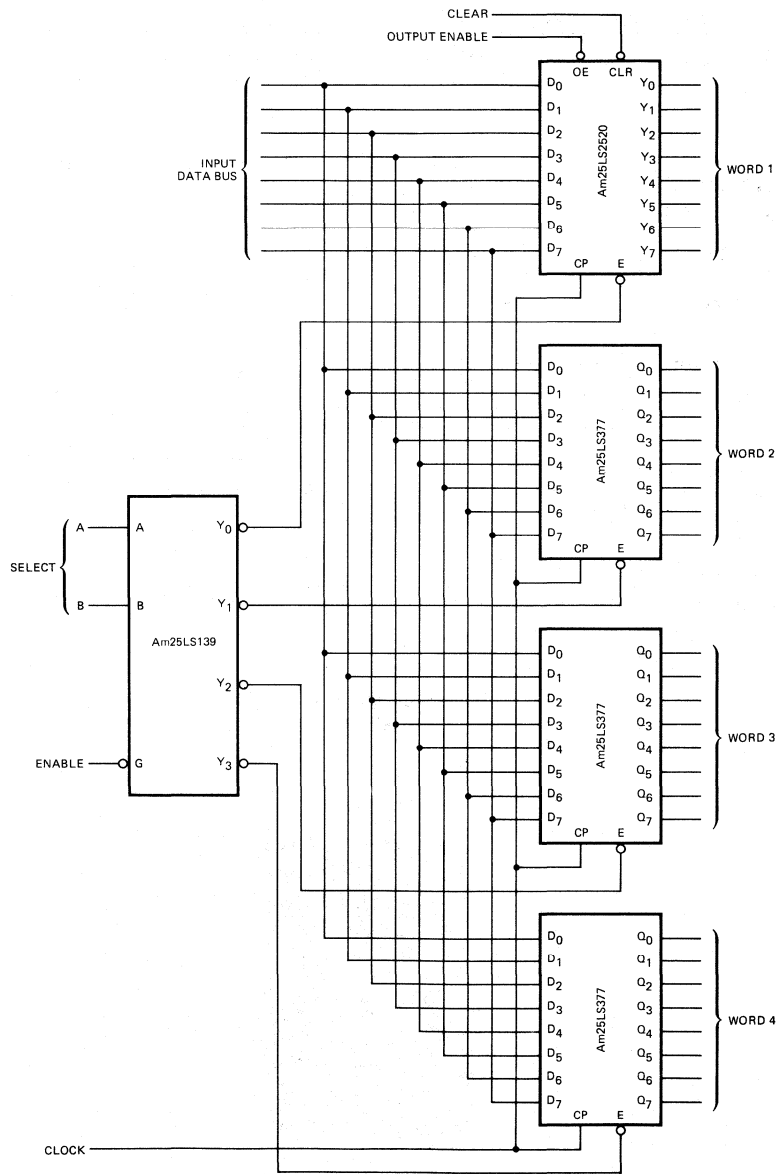 CLEAR
OUTPUT ENABLE
OE CLR
D0 Y0
D1 Y1
D2 Y2
D3 Y3
D4 Y4
D5 Y5
D6 Y6
D7 Y7
INPUT
DATA BUS
Am25LS2520
WORD 1
CP E
D0 Q0
D1 Q1
D2 Q2
D3 Q3
D4 Q4
D5 Q5
D6 Q6
D7 Q7
Am25LS377
WORD 2
CP E
SELECT
A A Y0
B B Y1
Am25LS139
Y2
ENABLE G Y3
D0 Q0
D1 Q1
D2 Q2
D3 Q3
D4 Q4
D5 Q5
D6 Q6
D7 Q7
Am25LS377
WORD 3
CP E
D0 Q0
D1 Q1
D2 Q2
D3 Q3
D4 Q4
D5 Q5
D6 Q6
D7 Q7
Am25LS377
WORD 4
CP E
CLOCK